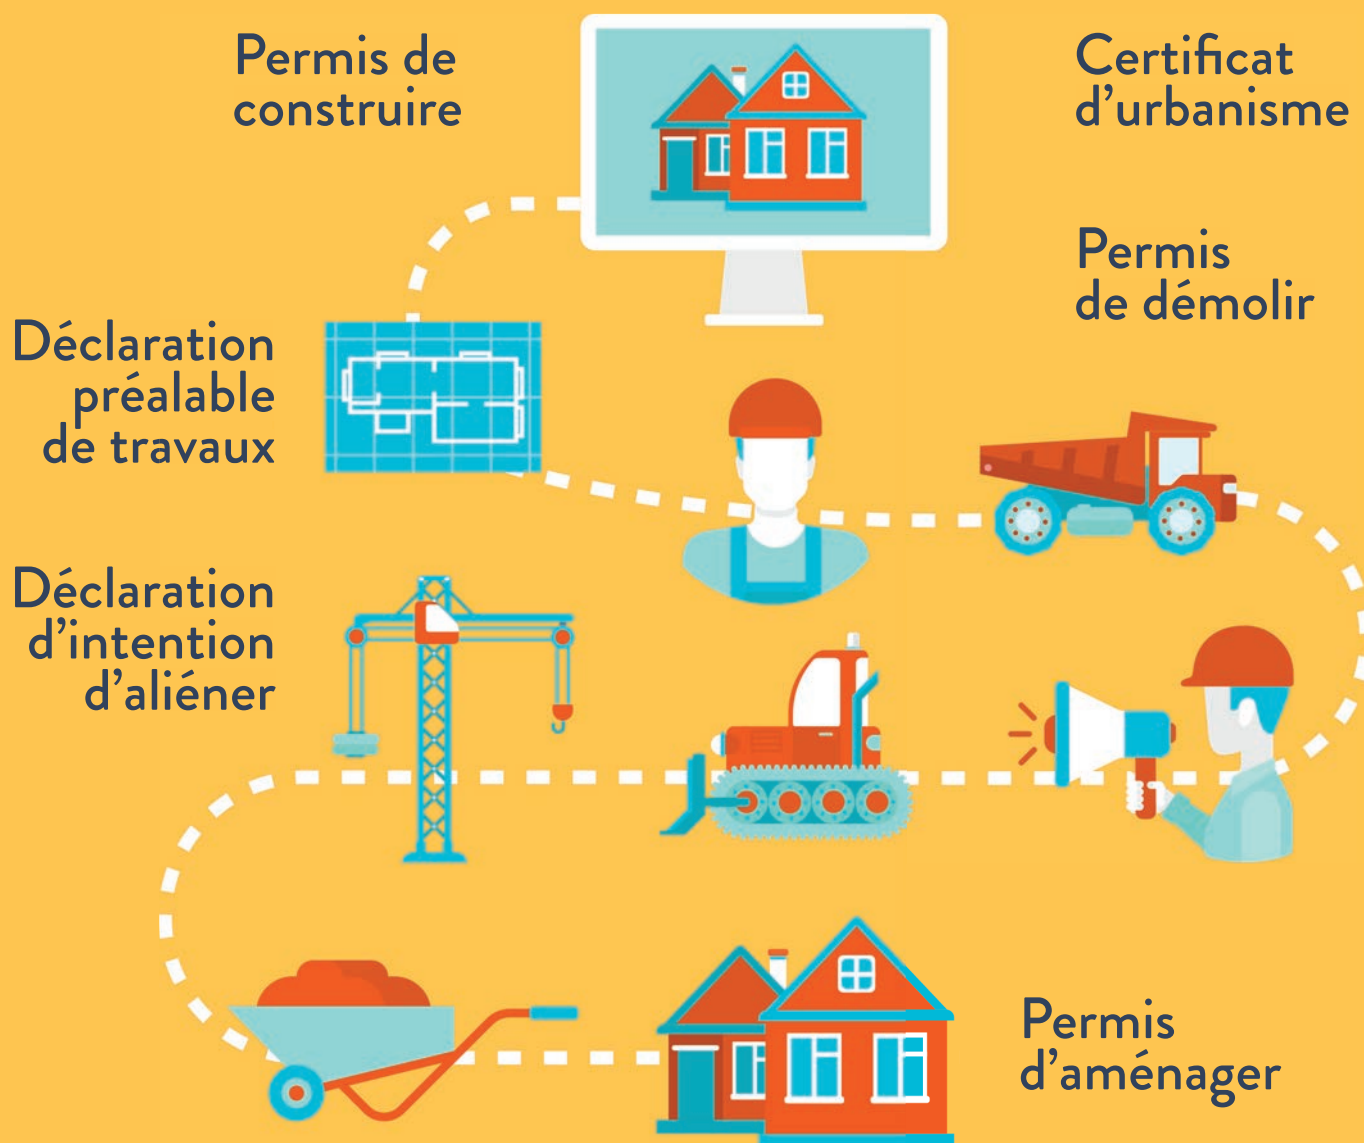 Permis de
construire
Certificat
d’urbanisme
Permis
de démolir
Déclaration
préalable
de travaux
Déclaration
d’intention
d’aliéner
Permis
d’aménager